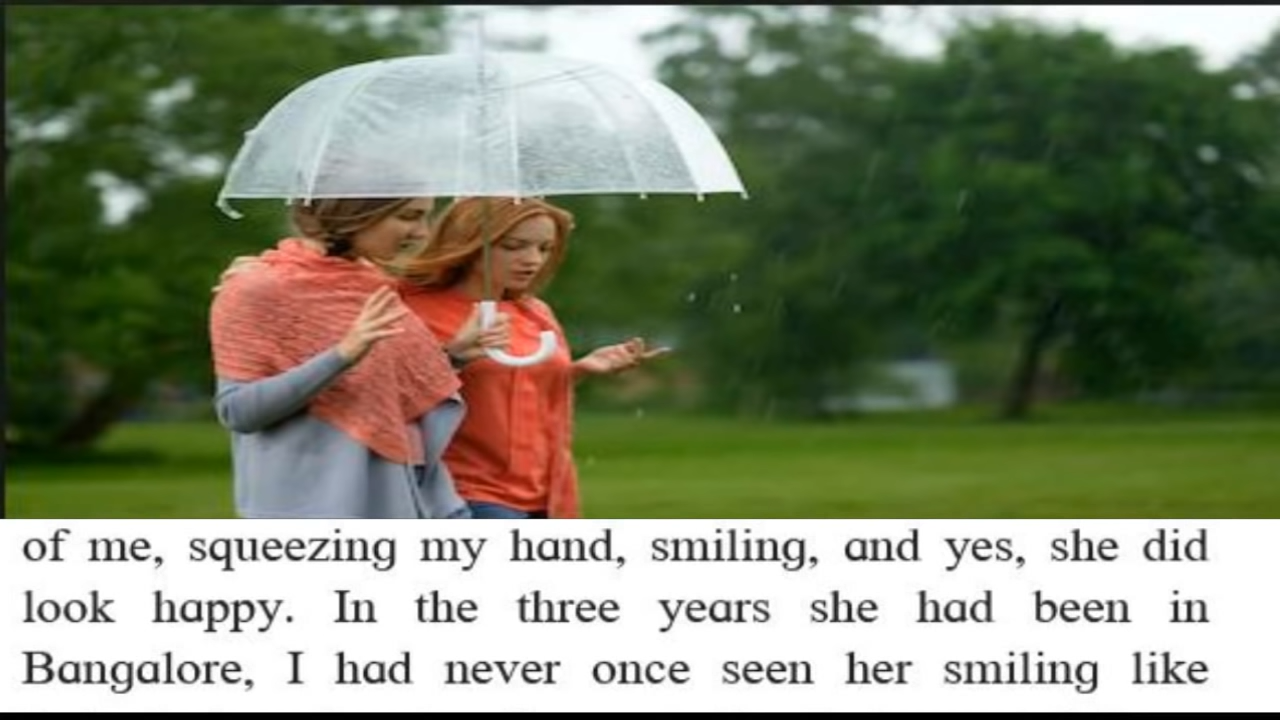 of me, squeezing my hand, smiling, and yes, she did
look happy. In the three years she had been in
Bangalore, I had never once seen her smiling like